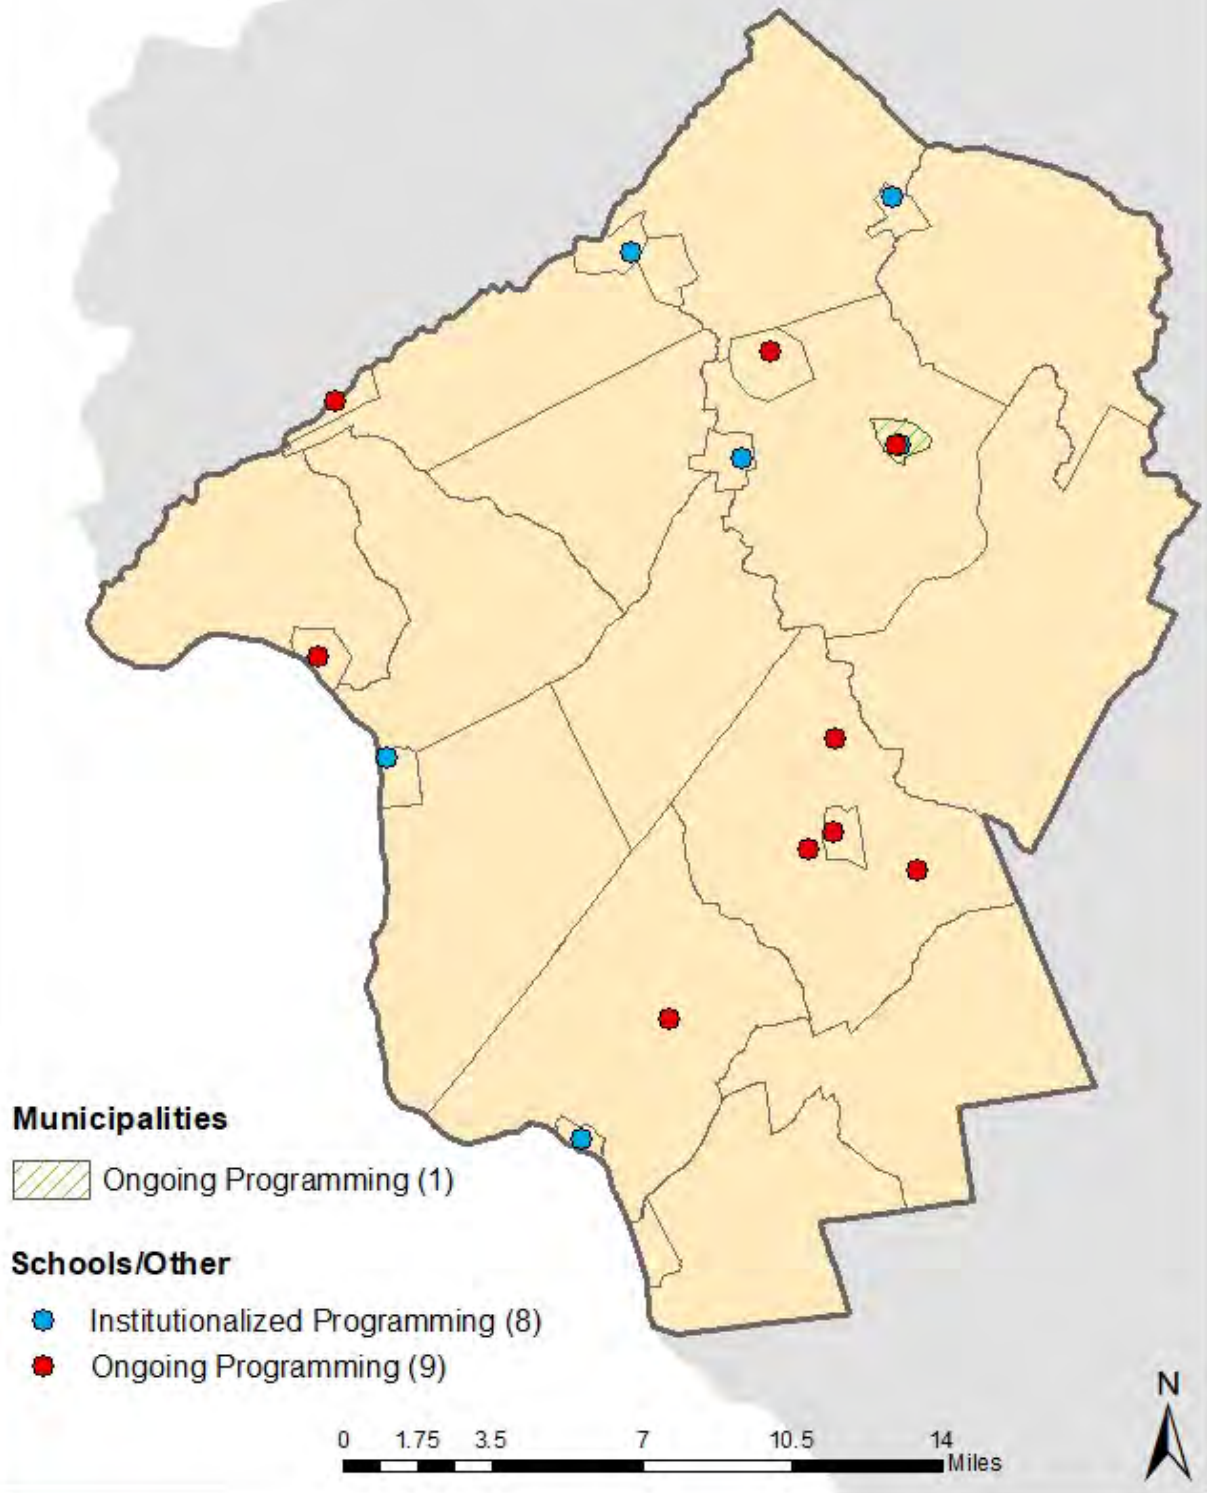 Municipalities
Ongoing Programming (1)
Schools/Other
Institutionalized Programming (8)
Ongoing Programming (9)
N
0 1.75 3.5 7 10.5 14
Miles